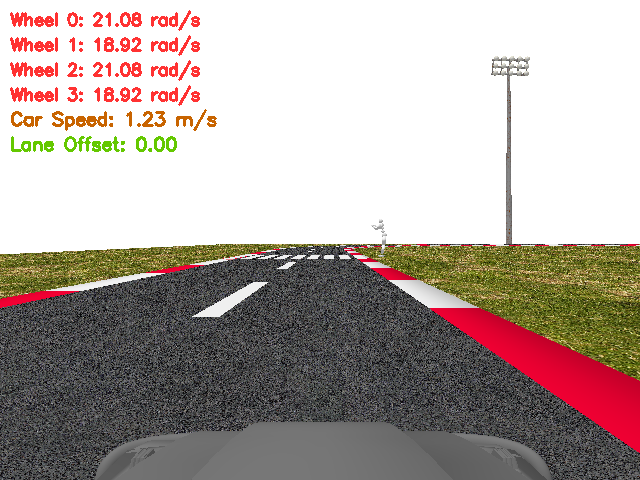 Wheel 0: 21.08 rad/s
Wheel 1: 18.92 rad/s
Wheel 2: 21.08 rad/s
Wheel 3: 18.92 rad/s
Car Speed: 1.23 m/s
Lane Offset: 0.00